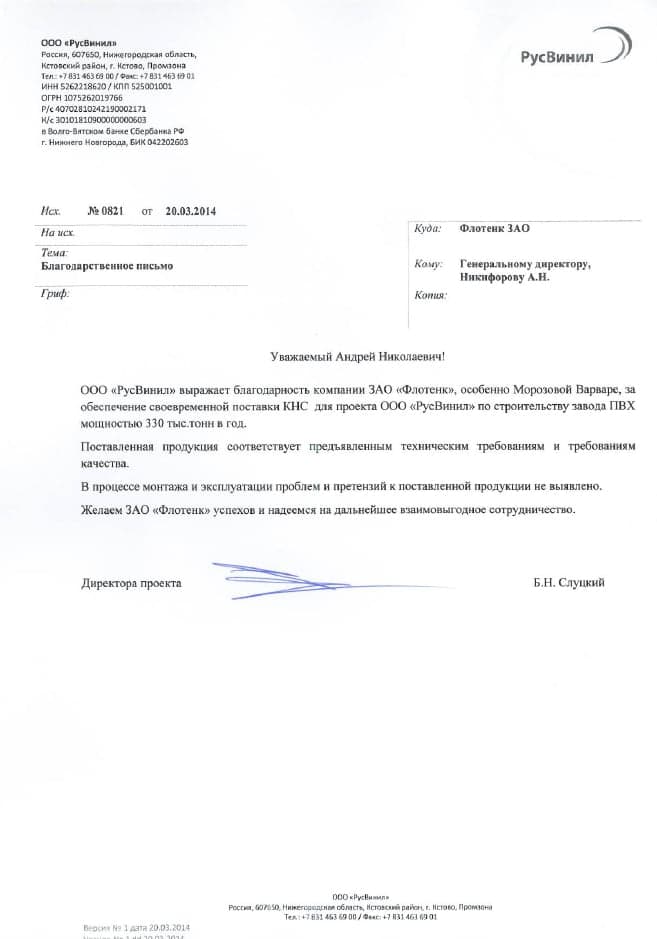 ООО «РусВинил»
Россия, 607650, Нижегородская область,
Кстовский район, г. Кстово, Промзона
Тел.: +7 831 463 69 00 / Факс: +7 831 463 69 01
ИНН 5262218620 / КПП 525001001
ОГРН 1075262019766
Р/с 40702810242190002171
К/с 30101810900000000603
в Волго-Вятском банке Сбербанка РФ
г. Нижнего Новгорода, БИК 042202603
РусВинил
Исх. № 0821 от 20.03.2014
На исх.
Тема:
Благодарственное письмо
Гриф:
Куда: Флотенк ЗАО
Кому: Генеральному директору,
Никифорову А.Н.
Копия:
Уважаемый Андрей Николаевич!
ООО «РусВинил» выражает благодарность компании ЗАО «Флотенк», особенно Морозовой Варваре, за
обеспечение своевременной поставки КНС для проекта ООО «РусВинил» по строительству завода ПВХ
мощностью 330 тыс.тонн в год.
Поставленная продукция соответствует предъявленным техническим требованиям и требованиям
качества.
В процессе монтажа и эксплуатации проблем и претензий к поставленной продукции не выявлено.
Желаем ЗАО «Флотенк» успехов и надеемся на дальнейшее взаимовыгодное сотрудничество.
Директора проекта Б.Н. Слуцкий
ООО «РусВинил»
Россия, 607650, Нижегородская область, Кстовский район, г. Кстово, Промзона
Тел.: +7 831 463 69 00 / Факс: +7 831 463 69 01
Версия № 1 дата 20.03.2014